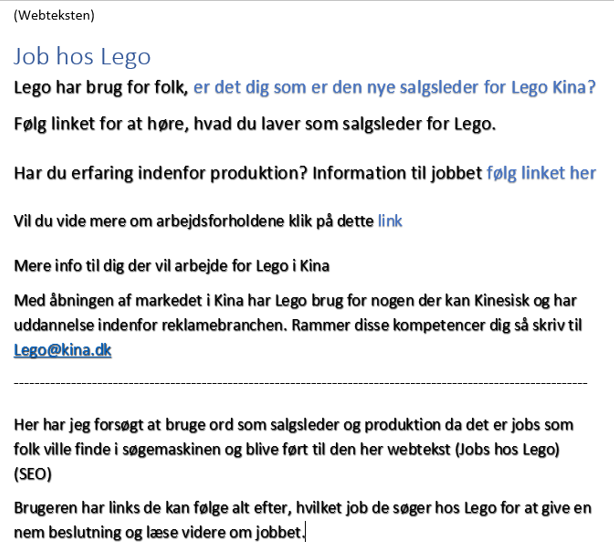 (Webteksten)
Job hos Lego
Lego har brug for folk, er det dig som er den nye salgsleder for Lego Kina?
Følg linket for at høre, hvad du laver som salgsleder for Lego.
Har du erfaring indenfor produktion? Information til jobbet følg linket her
Vil du vide mere om arbejdsforholdene klik på dette link
Mere info til dig der vil arbejde for Lego i Kina
Med åbningen af markedet i Kina har Lego brug for nogen der kan Kinesisk og har
uddannelse indenfor reklamebranchen. Rammer disse kompetencer dig så skriv til
Lego@kina.dk
Her har jeg forsøgt at bruge ord som salgsleder og produktion da det er jobs som
folk ville finde i søgemaskinen og blive ført til den her webtekst (Jobs hos Lego)
(SEO)
Brugeren har links de kan følge alt efter, hvilket job de søger hos Lego for at give en
nem beslutning og læse videre om jobbet.